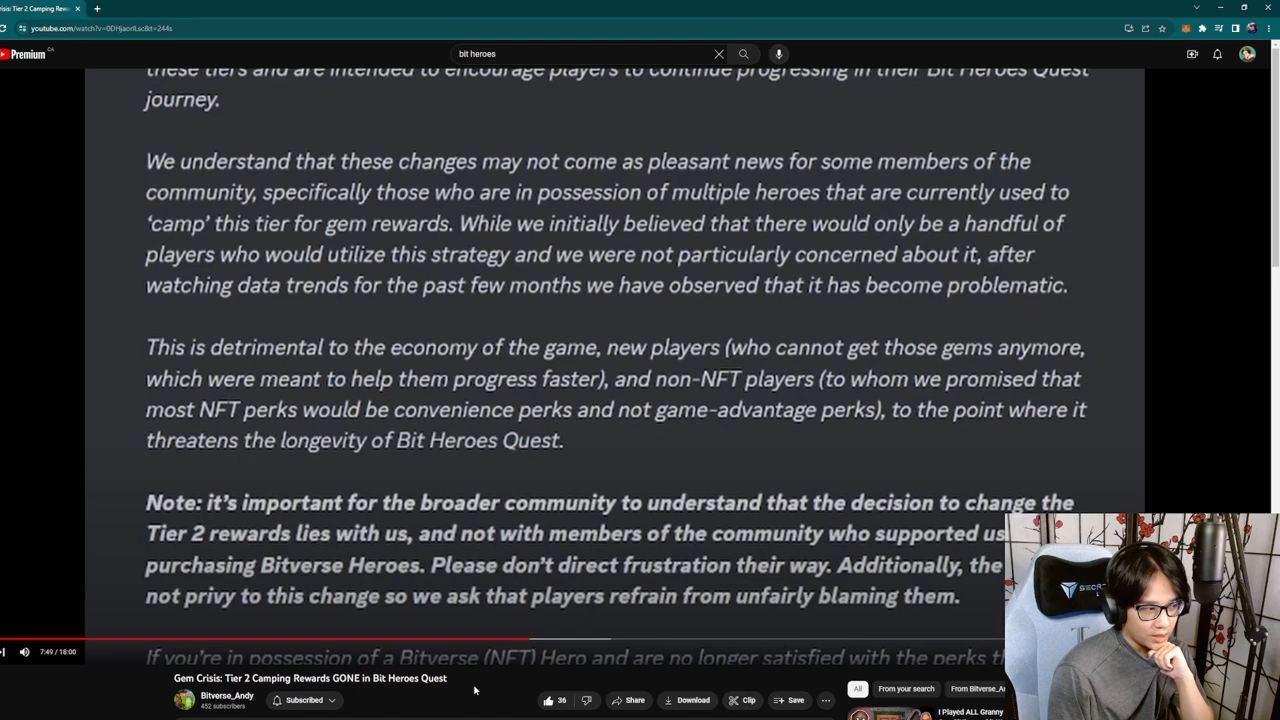 crisis: Tier 2 Camping Rew
youtube.com/watch?v=0DHjaorlLsc&t=244s
Premium CA
bit heroes
these tiers and are intended to encourage players to continue progressing in their Bit Heroes Quest
journey.
We understand that these changes may not come as pleasant news for some members of the
community, specifically those who are in possession of multiple heroes that are currently used to
‘camp’ this tier for gem rewards. While we initially believed that there would only be a handful of
players who would utilize this strategy and we were not particularly concerned about it, after
watching data trends for the past few months we have observed that it has become problematic.
This is detrimental to the economy of the game, new players (who cannot get those gems anymore,
which were meant to help them progress faster), and non-NFT players (to whom we promised that
most NFT perks would be convenience perks and not game-advantage perks), to the point where it
threatens the longevity of Bit Heroes Quest.
Note: it’s important for the broader community to understand that the decision to change the
Tier 2 rewards lies with us, and not with members of the community who supported us
purchasing Bitverse Heroes. Please don’t direct frustration their way. Additionally, the
not privy to this change so we ask that players refrain from unfairly blaming them.
If you’re in possession of a Bitverse (NFT) Hero and are no longer satisfied with the perks
7:49 / 18:00
Gem Crisis: Tier 2 Camping Rewards GONE in Bit Heroes Quest
Bitverse_Andy
452 subscribers
Subscribed
36
Share
Download
Clip
Save
All
From your search
From Bitverse_An
I Played ALL Granny